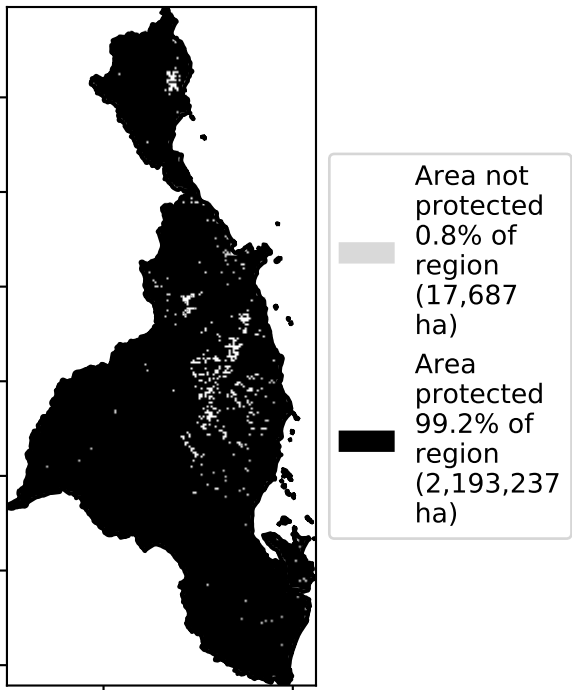 Area not
protected
0.8% of
region
(17,687
ha)
Area
protected
99.2% of
region
(2,193,237
ha)